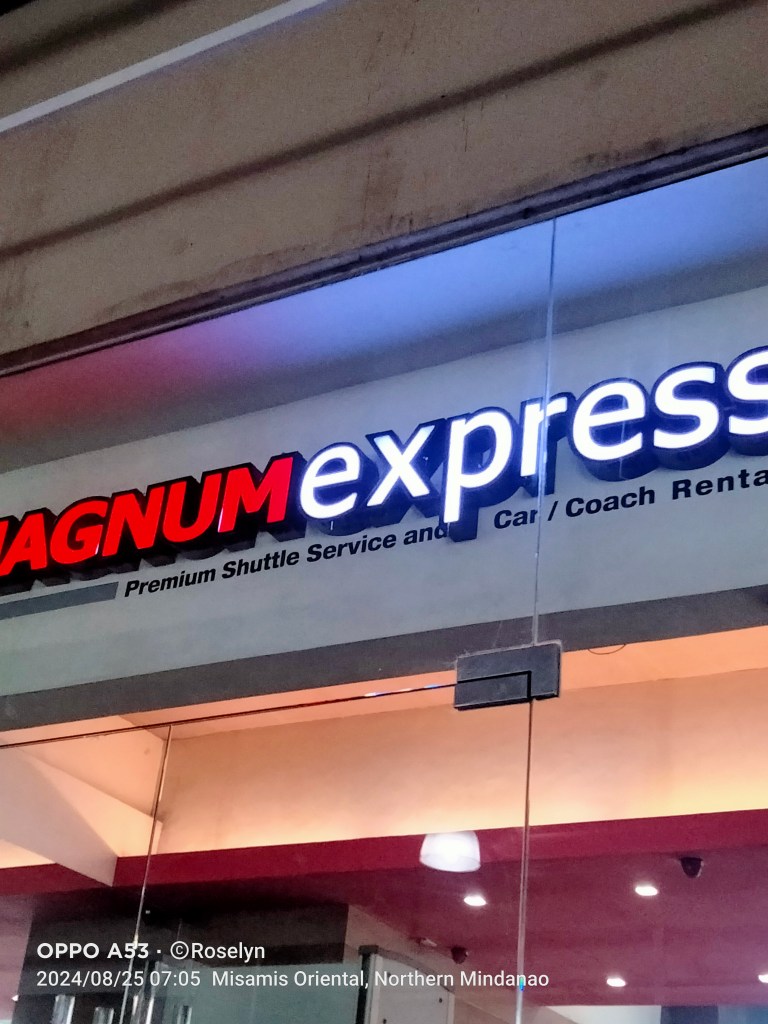 MAGNUMexpress
Premium Shuttle Service and Car / Coach Renta
OPPO A53 · ©Roselyn
2024/08/25 07:05 Misamis Oriental, Northern Mindanao